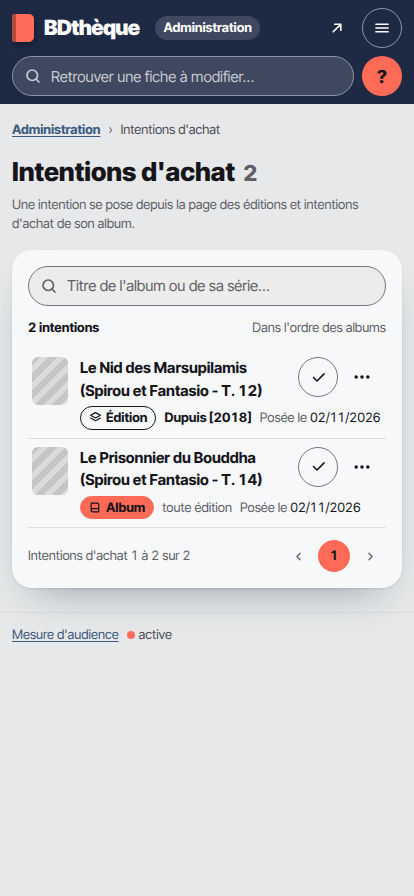 BDthèque Administration
Retrouver une fiche à modifier... ?
Administration › Intentions d'achat
Intentions d'achat 2
Une intention se pose depuis la page des éditions et intentions
d'achat de son album.
Titre de l'album ou de sa série...
2 intentions Dans l'ordre des albums
Le Nid des Marsupilamis
(Spirou et Fantasio - T. 12)
Édition Depuis [2018] Posée le 02/11/2026
Le Prisonnier du Bouddha
(Spirou et Fantasio - T. 14)
Album toute édition Posée le 02/11/2026
Intentions d'achat 1 à 2 sur 2 ‹ 1 ›
Mesure d'audience active